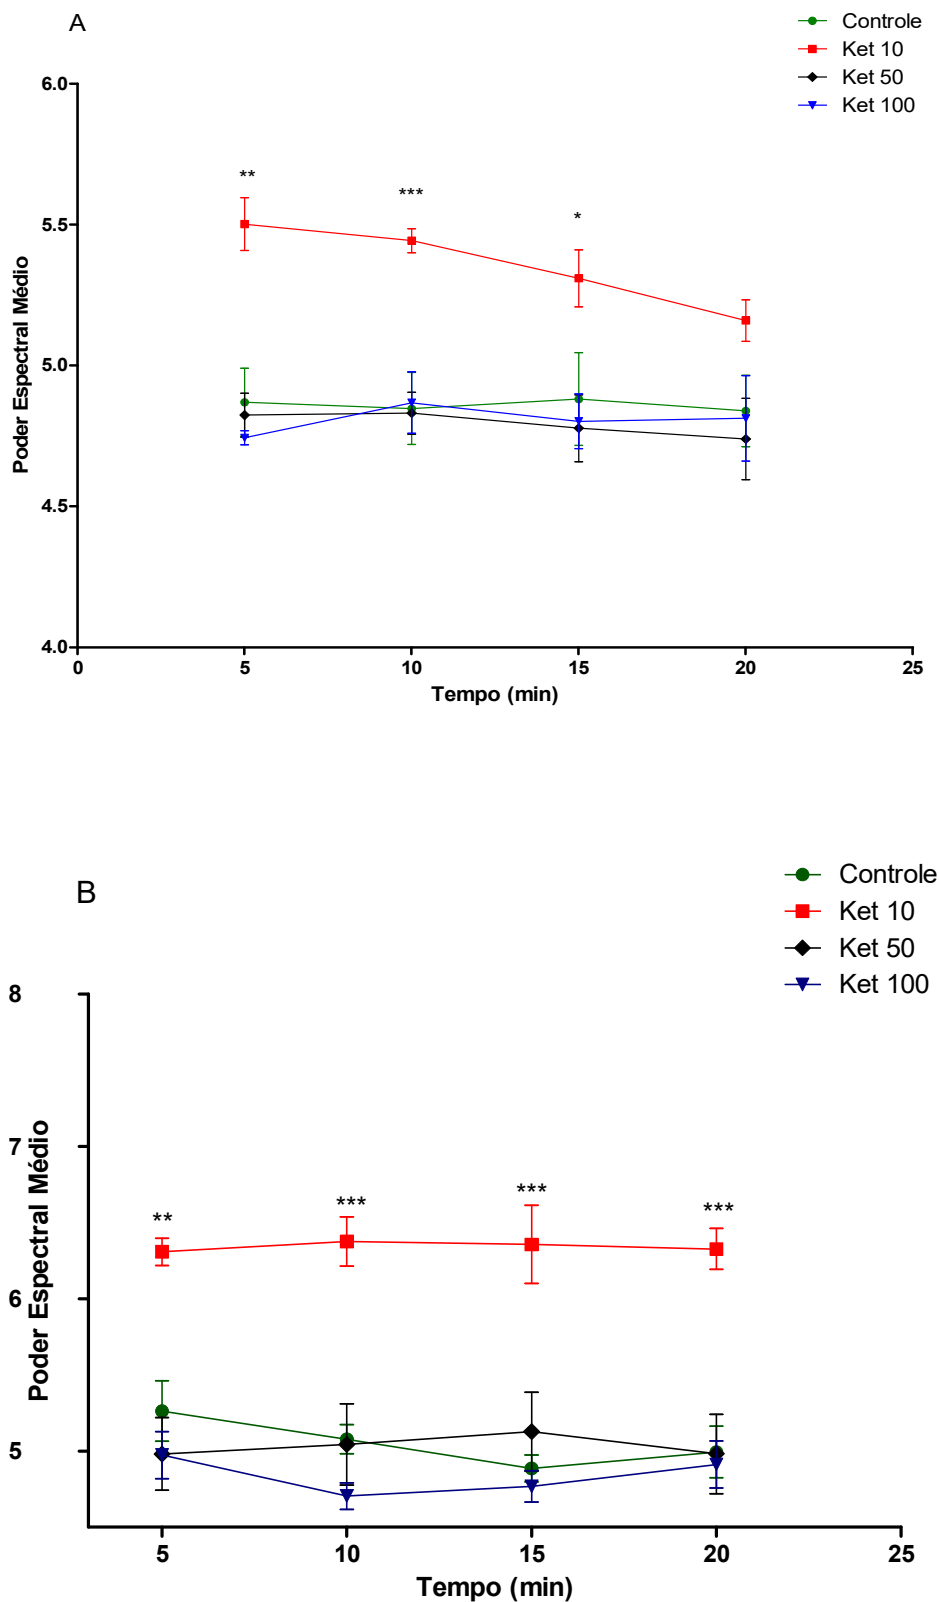 A
Controle
Ket 10
Ket 50
Ket 100
6.0
5.5
5.0
4.5
4.0
Poder Espectral Médio
** *** *
0 5 10 15 20 25
Tempo (min)
B
Controle
Ket 10
Ket 50
Ket 100
8
7
6
5
Poder Espectral Médio
** *** *** ***
5 10 15 20 25
Tempo (min)